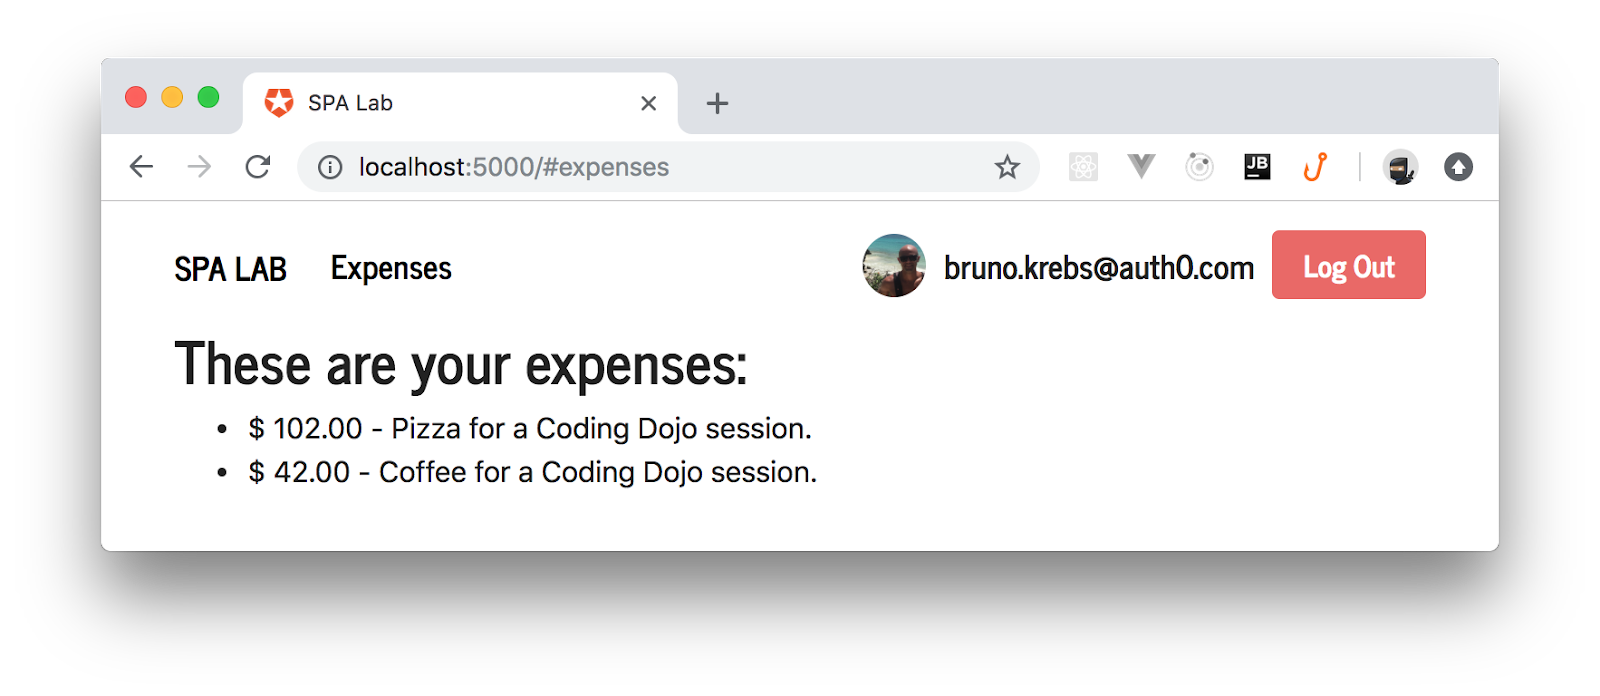 SPA Lab
localhost:5000/#expenses
JB
SPA LAB Expenses bruno.krebs@auth0.com Log Out
These are your expenses:
• $ 102.00 - Pizza for a Coding Dojo session.
• $ 42.00 - Coffee for a Coding Dojo session.